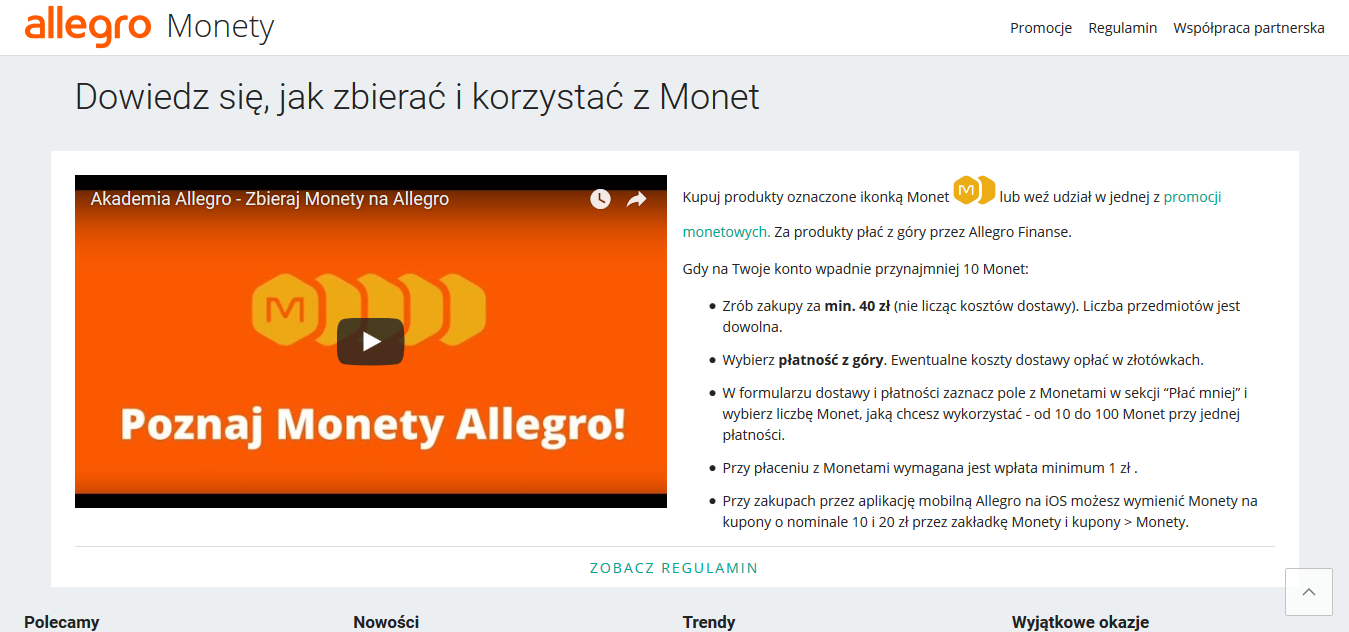 allegro Monety
Promocje Regulamin Współpraca partnerska
Dowiedz się, jak zbierać i korzystać z Monet
Akademia Allegro - Zbieraj Monety na Allegro
M
Poznaj Monety Allegro!
Kupuj produkty oznaczone ikonką Monet M lub weź udział w jednej z promocji
monetowych. Za produkty płać z góry przez Allegro Finanse.
Gdy na Twoje konto wpadnie przynajmniej 10 Monet:
• Zrób zakupy za min. 40 zł (nie licząc kosztów dostawy). Liczba przedmiotów jest
dowolna.
• Wybierz płatność z góry. Ewentualne koszty dostawy opłać w złotówkach.
• W formularzu dostawy i płatności zaznacz pole z Monetami w sekcji “Płać mniej” i
wybierz liczbę Monet, jaką chcesz wykorzystać - od 10 do 100 Monet przy jednej
płatności.
• Przy płaceniu z Monetami wymagana jest wpłata minimum 1 zł .
• Przy zakupach przez aplikację mobilną Allegro na iOS możesz wymienić Monety na
kupony o nominale 10 i 20 zł przez zakładkę Monety i kupony > Monety.
ZOBACZ REGULAMIN
Polecamy Nowości Trendy Wyjątkowe okazje